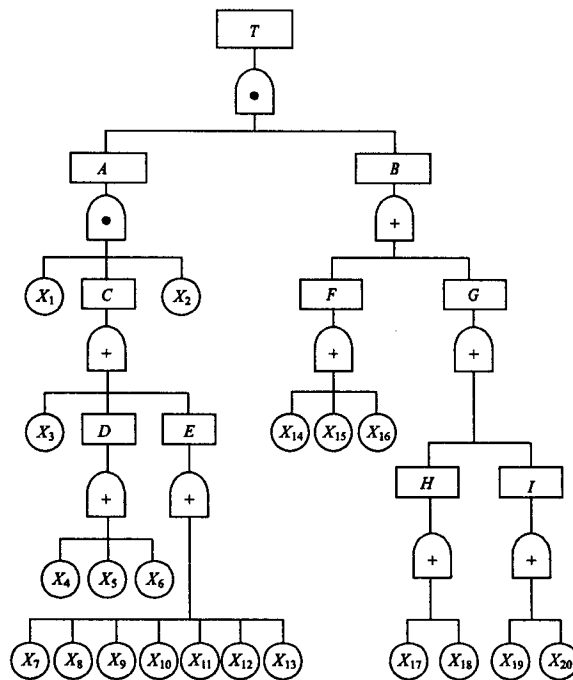 T
A B
X1 C X2 F G
X3 D E X14 X15 X16
H I
X4 X5 X6
X7 X8 X9 X10 X11 X12 X13 X17 X18 X19 X20
+ + + + + + + +